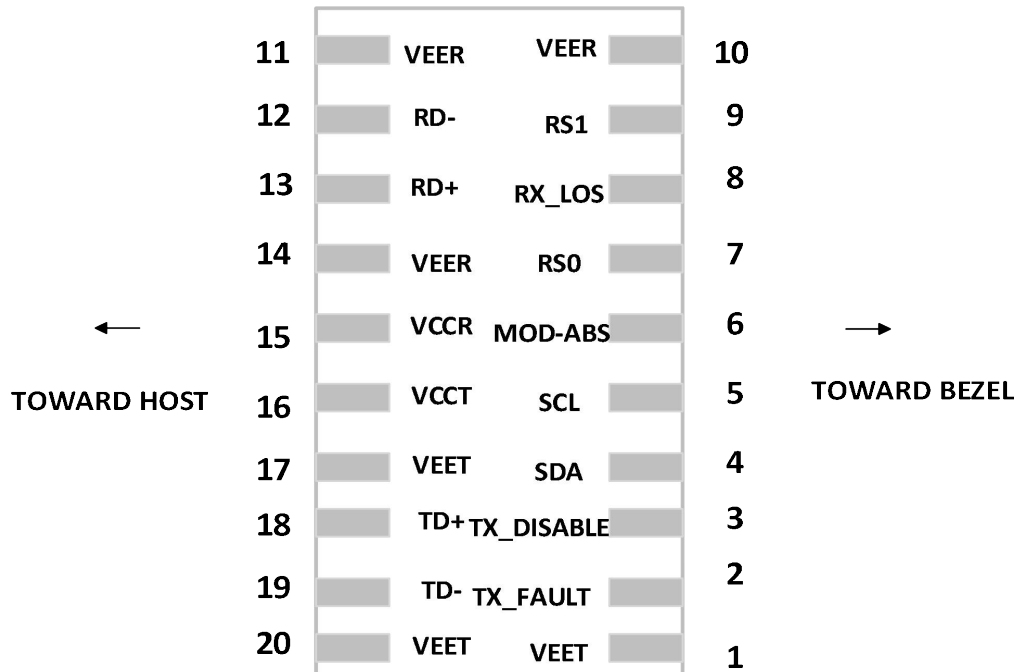 11 VEER VEER 10
12 RD- RS1 9
13 RD+ RX_LOS 8
14 VEER RS0 7
15 VCCR MOD-ABS 6
TOWARD HOST 16 VCCT SCL 5 TOWARD BEZEL
17 VEET SDA 4
18 TD+ TX_DISABLE 3
19 TD- TX_FAULT 2
20 VEET VEET 1